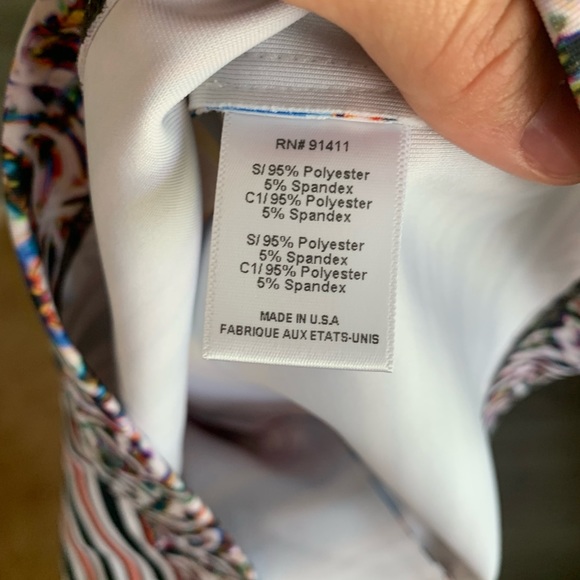 RN# 91411
S/ 95% Polyester
5% Spandex
C1/ 95% Polyester
5% Spandex
S/ 95% Polyester
5% Spandex
C1/ 95% Polyester
5% Spandex
MADE IN U.S.A
FABRIQUE AUX ETATS-UNIS